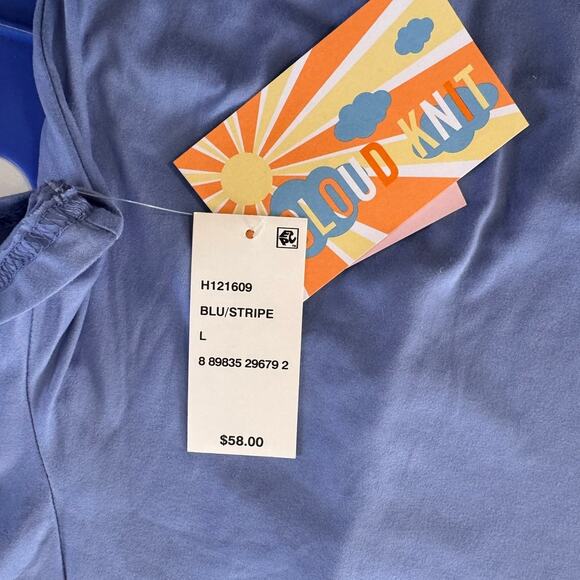 CLOUD KNIT
H121609
BLU/STRIPE
L
8 89835 29679 2
$58.00